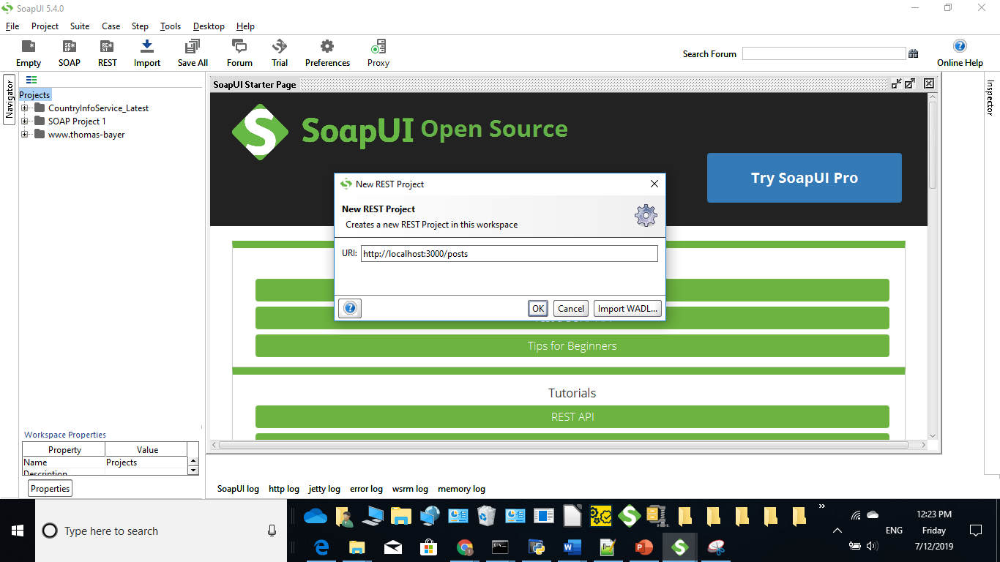 SoapUI 5.4.0
File Project Suite Case Step Tools Desktop Help
Empty SOAP REST Import Save All Forum Trial Preferences Proxy Search Forum Online Help
Navigator
Projects
CountryInfoService_Latest
SOAP Project 1
www.thomas-bayer
SoapUI Starter Page
SoapUI Open Source
Try SoapUI Pro
New REST Project
New REST Project
Creates a new REST Project in this workspace
URI: http://localhost:3000/posts
OK Cancel Import WADL...
Tips for Beginners
Tutorials
REST API
Inspector
Workspace Properties
Property Value
Name Projects
Description
Properties
SoapUI log http log jetty log error log wsrm log memory log
Type here to search
12:23 PM
ENG Friday
7/12/2019